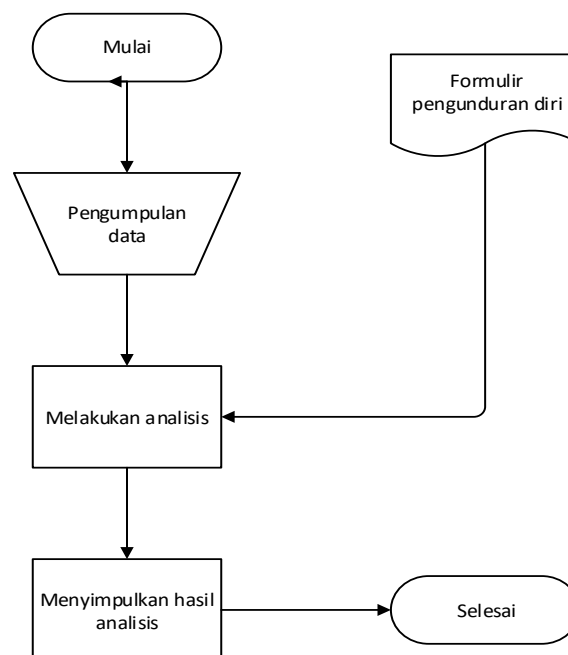 Mulai
Formulir
pengunduran diri
Pengumpulan
data
Melakukan analisis
Menyimpulkan hasil
analisis
Selesai